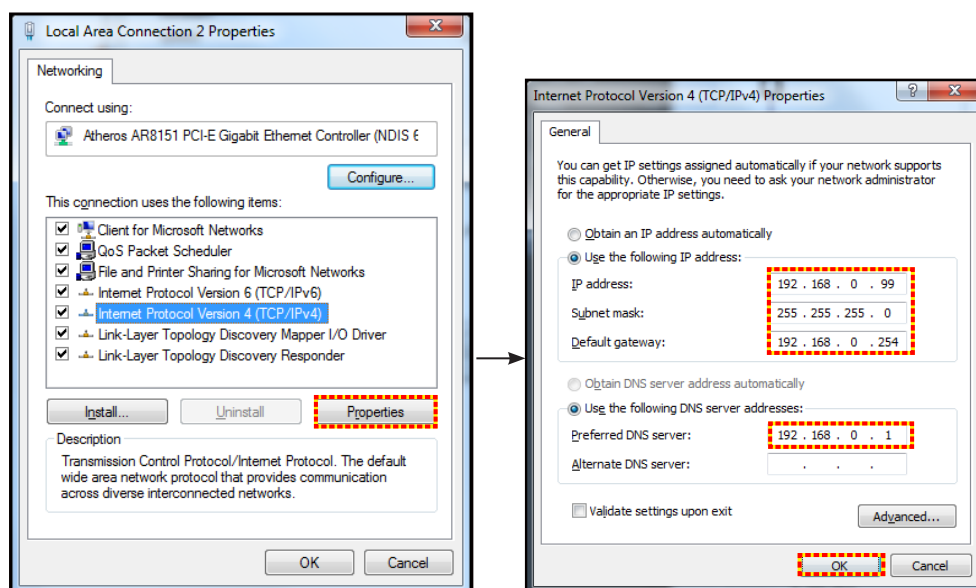 Local Area Connection 2 Properties
Networking
Connect using:
Atheros AR8151 PCI-E Gigabit Ethernet Controller (NDIS 6
Configure...
This connection uses the following items:
Client for Microsoft Networks
QoS Packet Scheduler
File and Printer Sharing for Microsoft Networks
Internet Protocol Version 6 (TCP/IPv6)
Internet Protocol Version 4 (TCP/IPv4)
Link-Layer Topology Discovery Mapper I/O Driver
Link-Layer Topology Discovery Responder
Install...
Uninstall
Properties
Description
Transmission Control Protocol/Internet Protocol. The default
wide area network protocol that provides communication
across diverse interconnected networks.
OK
Cancel
Internet Protocol Version 4 (TCP/IPv4) Properties
General
You can get IP settings assigned automatically if your network supports
this capability. Otherwise, you need to ask your network administrator
for the appropriate IP settings.
Obtain an IP address automatically
Use the following IP address:
IP address: 192 . 168 . 0 . 99
Subnet mask: 255 . 255 . 255 . 0
Default gateway: 192 . 168 . 0 . 254
Obtain DNS server address automatically
Use the following DNS server addresses:
Preferred DNS server: 192 . 168 . 0 . 1
Alternate DNS server: . . .
Validate settings upon exit
Advanced...
OK
Cancel